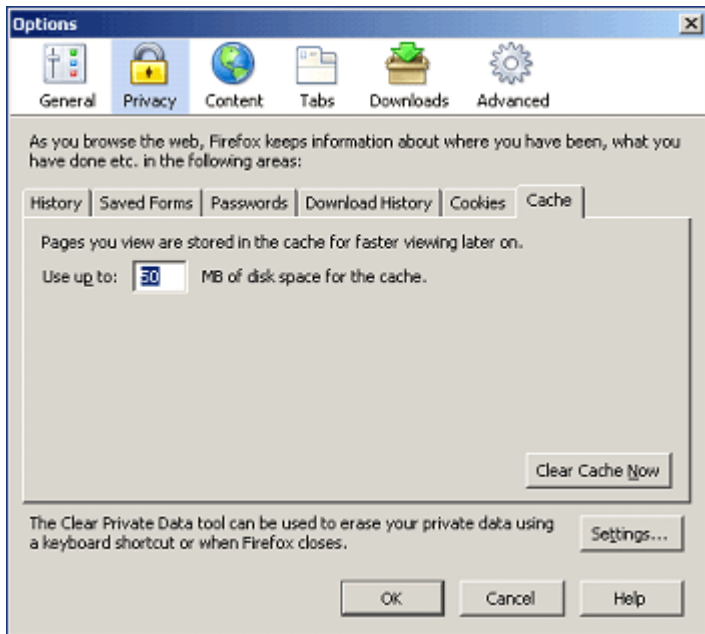 Options
General Privacy Content Tabs Downloads Advanced
As you browse the web, Firefox keeps information about where you have been, what you
have done etc. in the following areas:
History Saved Forms Passwords Download History Cookies Cache
Pages you view are stored in the cache for faster viewing later on.
Use up to: 50 MB of disk space for the cache.
Clear Cache Now
The Clear Private Data tool can be used to erase your private data using
a keyboard shortcut or when Firefox closes.
Settings...
OK Cancel Help